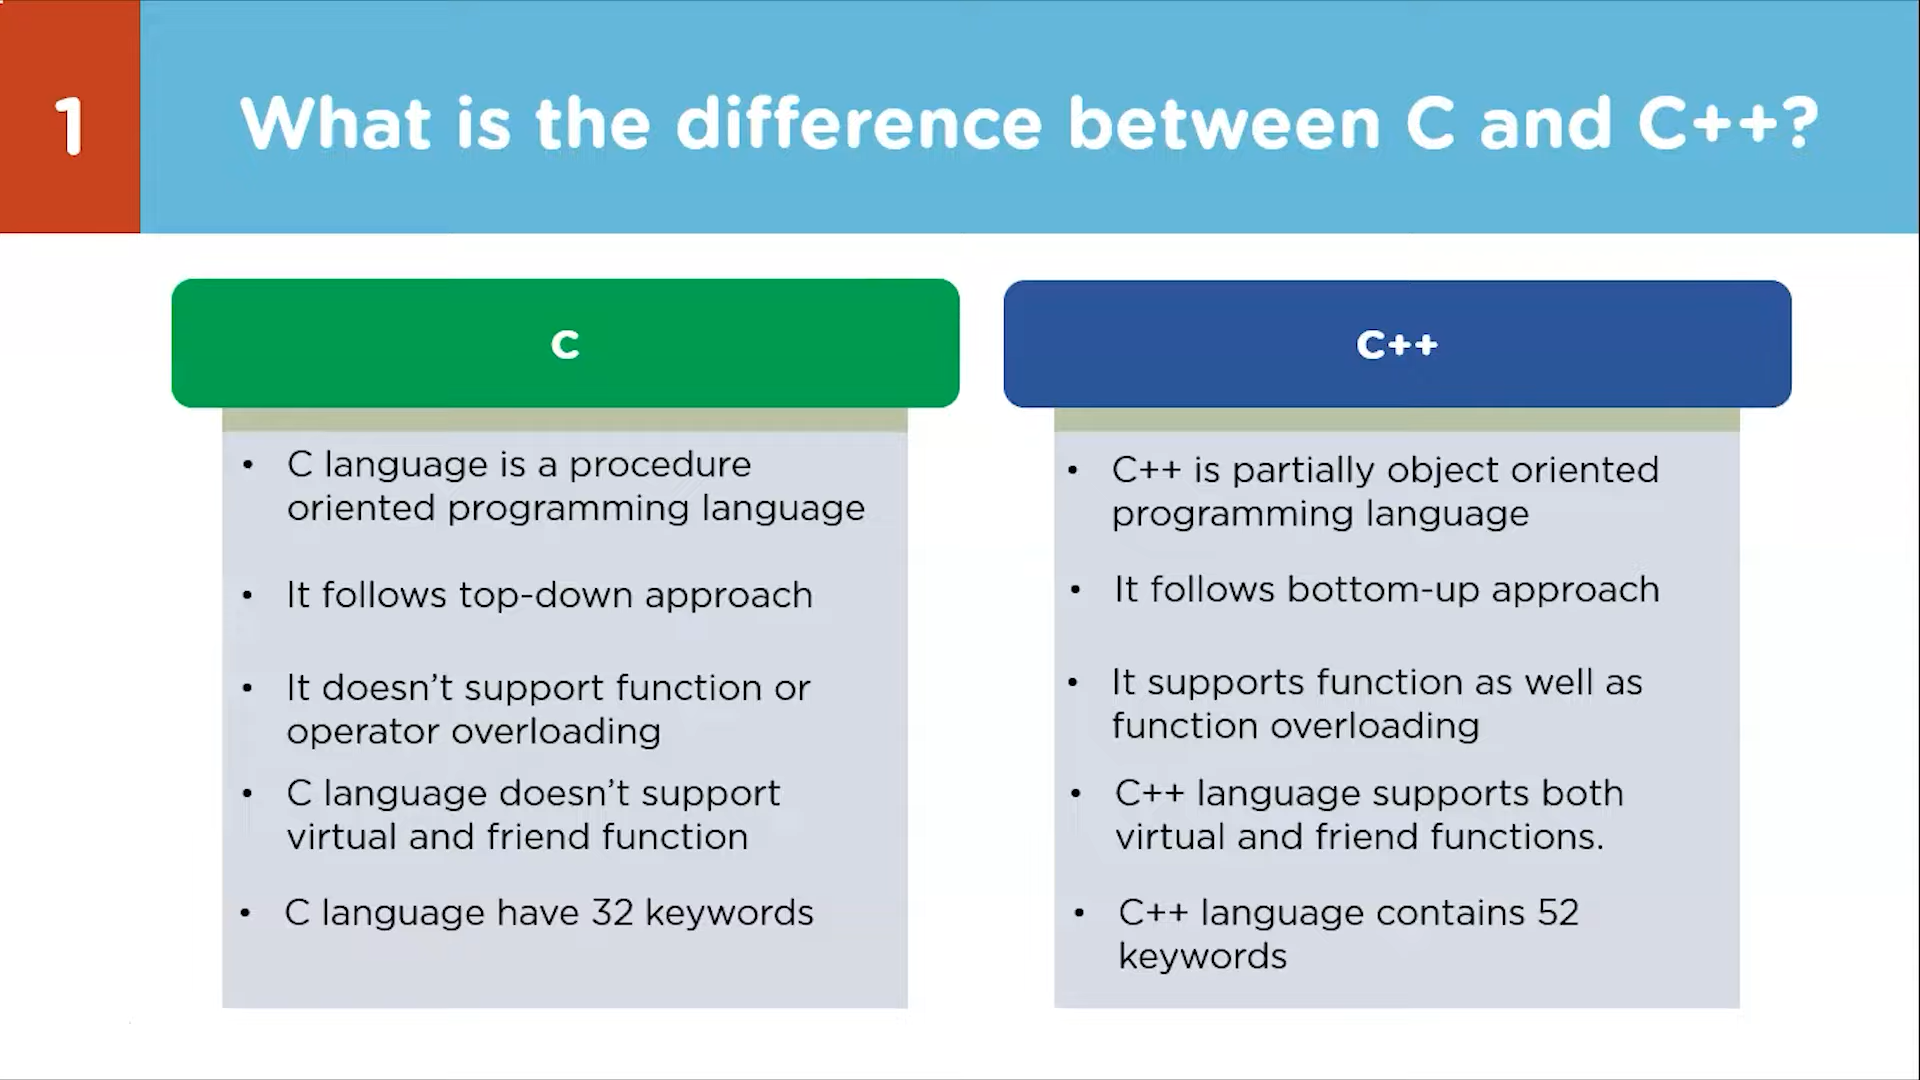 1
What is the difference between C and C++?
C
• C language is a procedure
oriented programming language
• It follows top-down approach
• It doesn’t support function or
operator overloading
• C language doesn’t support
virtual and friend function
• C language have 32 keywords
C++
• C++ is partially object oriented
programming language
• It follows bottom-up approach
• It supports function as well as
function overloading
• C++ language supports both
virtual and friend functions.
• C++ language contains 52
keywords